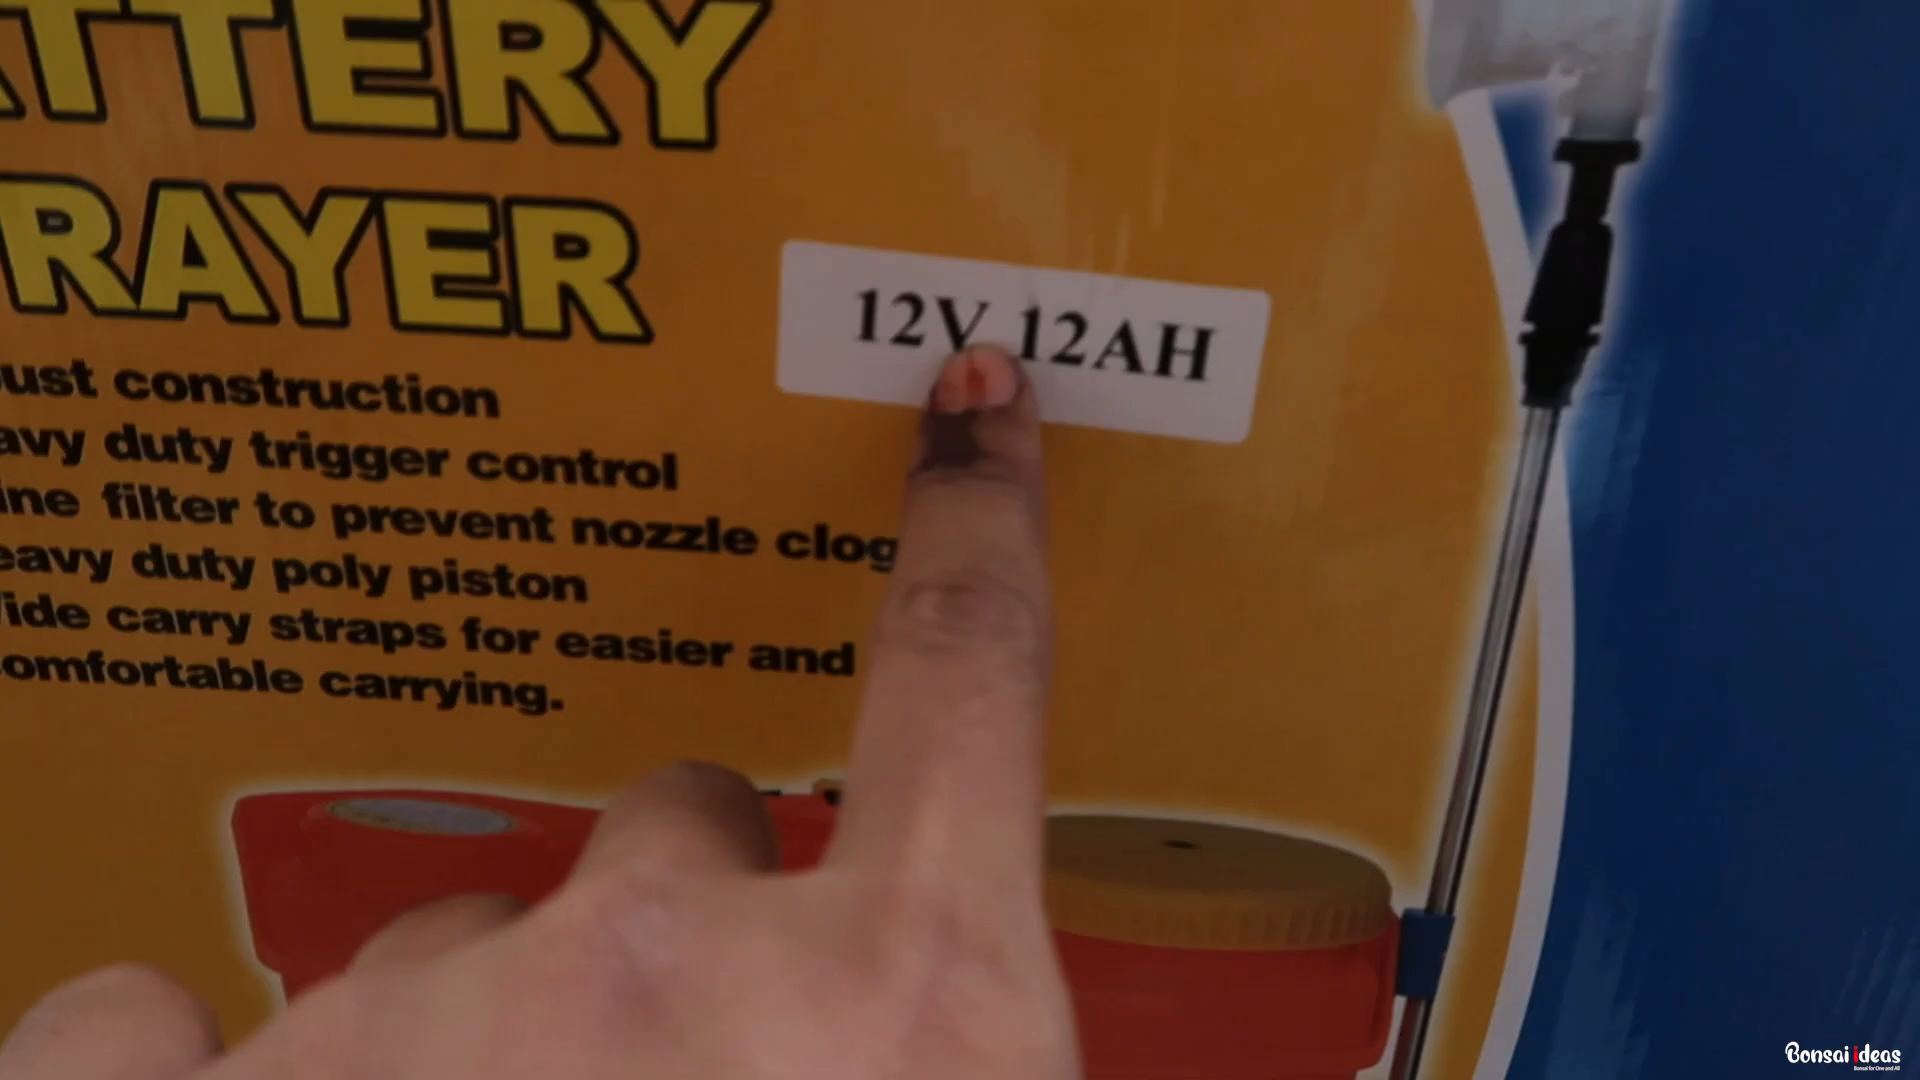 TTERY
RAYER
12V 12AH
ust construction
avy duty trigger control
ine filter to prevent nozzle clog
eavy duty poly piston
ide carry straps for easier and
omfortable carrying.
Bonsai ideas
Bonsai for One and All